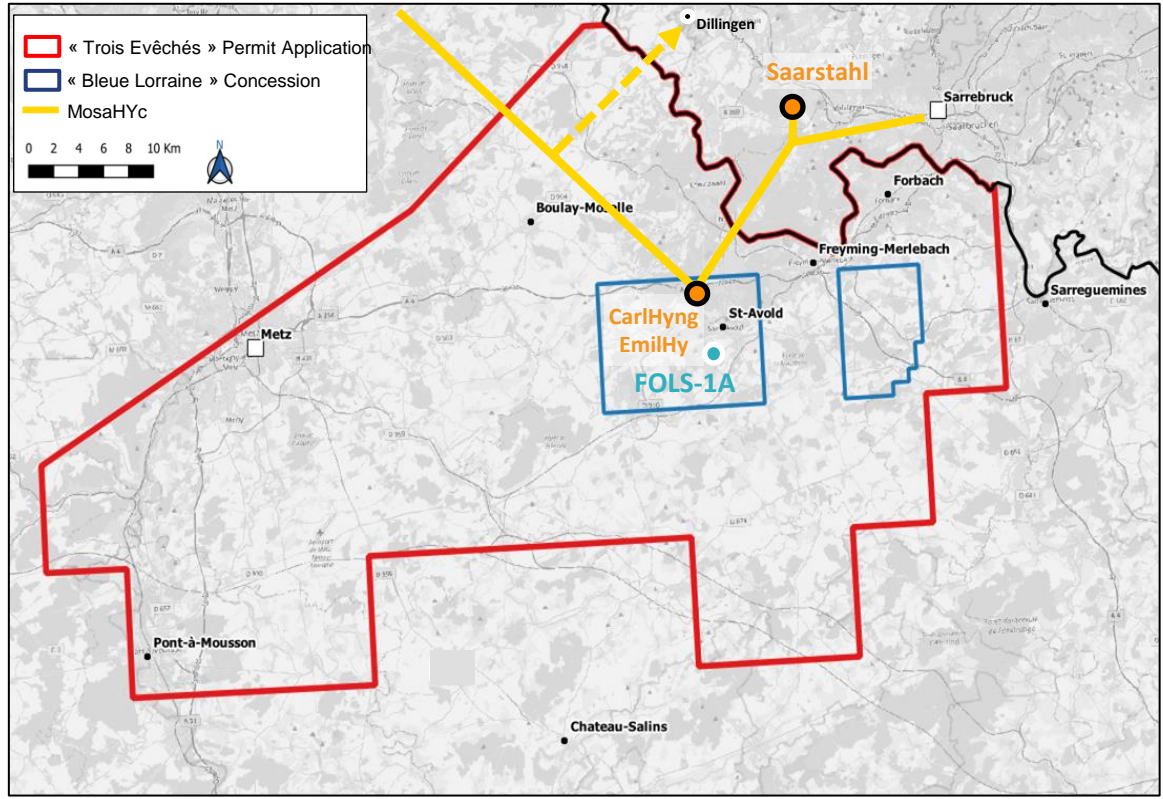 « Trois Evêchés » Permit Application
« Bleue Lorraine » Concession
MosaHYc
0 2 4 6 8 10 Km
N
Dillingen
Saarstahl
Sarrebruck
Forbach
Boulay-Moselle
Freyming-Merlebach
Sarreguemines
CarlHyng
EmilHy
St-Avold
FOLS-1A
Metz
Pont-à-Mousson
Chateau-Salins